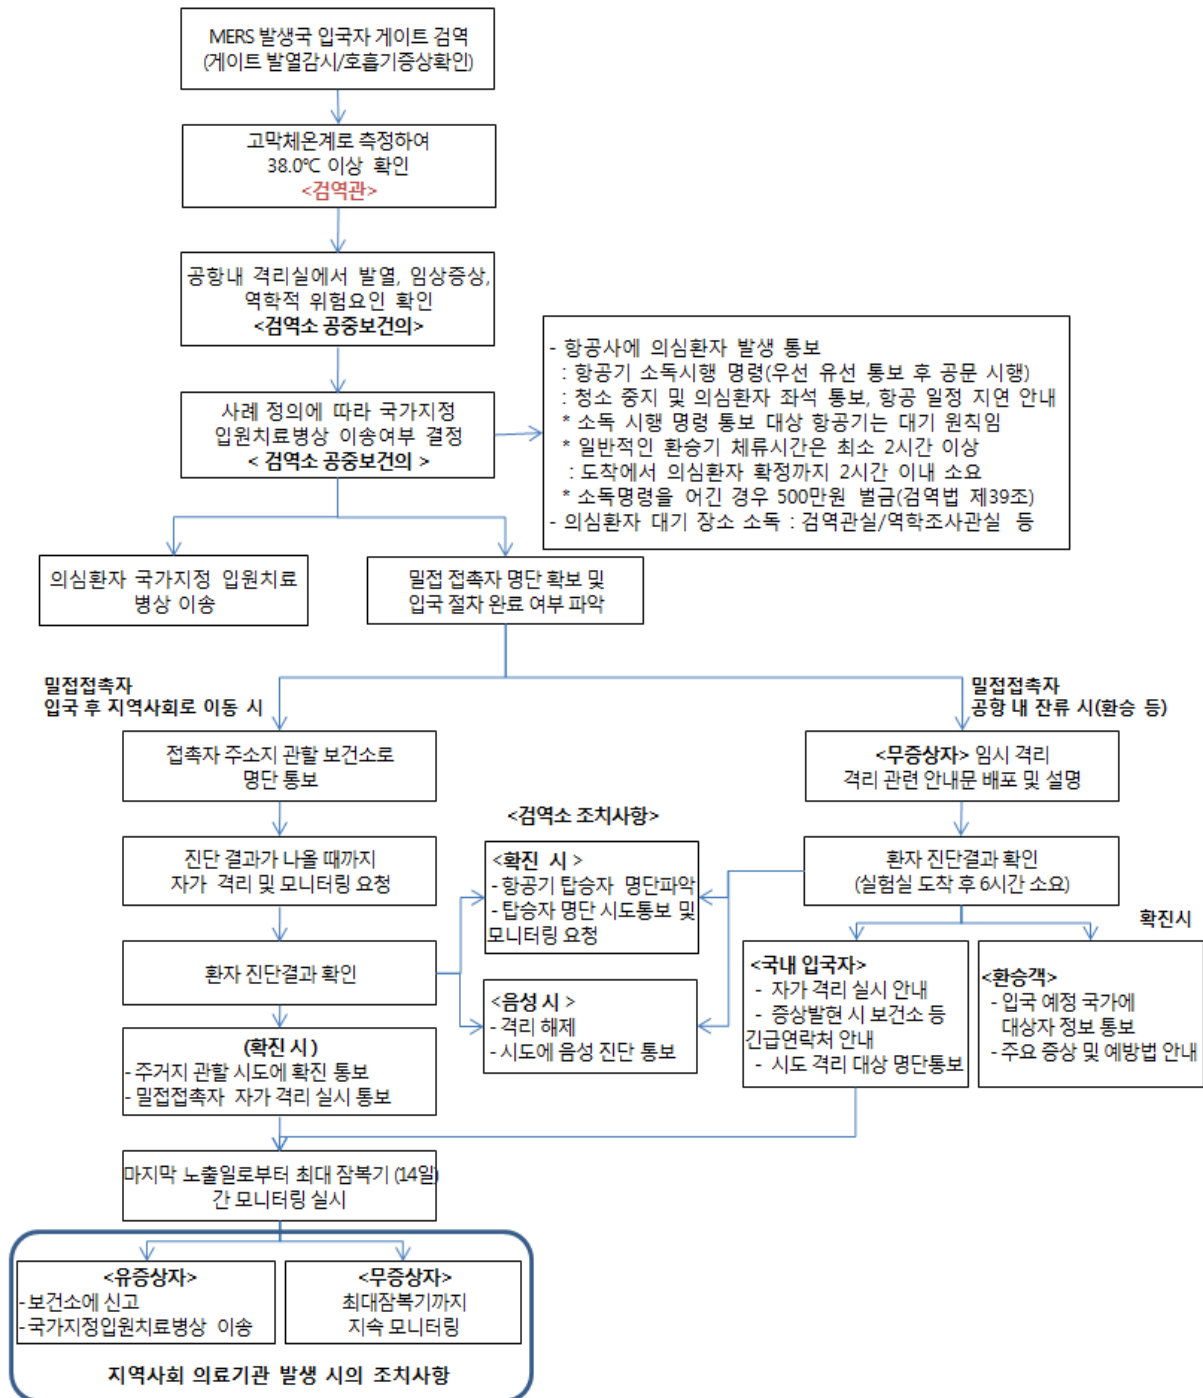 MERS 발생국 입국자 게이트 검역
(게이트 발열감시/호흡기증상확인)
고막체온계로 측정하여
38.0℃ 이상 확인
<검역관>
공항내 격리실에서 발열, 임상증상,
역학적 위험요인 확인
<검역소 공중보건의>
사례 정의에 따라 국가지정
입원치료병상 이송여부 결정
< 검역소 공중보건의 >
- 항공사에 의심환자 발생 통보
: 항공기 소독시행 명령(우선 유선 통보 후 공문 시행)
: 청소 중지 및 의심환자 좌석 통보, 항공 일정 지연 안내
* 소독 시행 명령 통보 대상 항공기는 대기 원칙임
* 일반적인 환승기 체류시간은 최소 2시간 이상
: 도착에서 의심환자 확정까지 2시간 이내 소요
* 소독명령을 어긴 경우 500만원 벌금(검역법 제39조)
- 의심환자 대기 장소 소독 : 검역관실/역학조사관실 등
의심환자 국가지정 입원치료
병상 이송
밀접 접촉자 명단 확보 및
입국 절차 완료 여부 파악
밀접접촉자
입국 후 지역사회로 이동 시
밀접접촉자
공항 내 잔류 시(환승 등)
접촉자 주소지 관할 보건소로
명단 통보
<무증상자> 임시 격리
격리 관련 안내문 배포 및 설명
<검역소 조치사항>
진단 결과가 나올 때까지
자가 격리 및 모니터링 요청
<확진 시 >
- 항공기 탑승자 명단파악
- 탑승자 명단 시도통보 및
모니터링 요청
환자 진단결과 확인
(실험실 도착 후 6시간 소요)
확진시
환자 진단결과 확인
<음성 시 >
- 격리 해제
- 시도에 음성 진단 통보
<국내 입국자>
- 자가 격리 실시 안내
- 증상발현 시 보건소 등
긴급연락처 안내
- 시도 격리 대상 명단통보
<환승객>
- 입국 예정 국가에
대상자 정보 통보
- 주요 증상 및 예방법 안내
(확진 시 )
- 주거지 관할 시도에 확진 통보
- 밀접접촉자 자가 격리 실시 통보
마지막 노출일로부터 최대 잠복기 (14일)
간 모니터링 실시
<유증상자>
- 보건소에 신고
- 국가지정입원치료병상 이송
<무증상자>
최대잠복기까지
지속 모니터링
지역사회 의료기관 발생 시의 조치사항